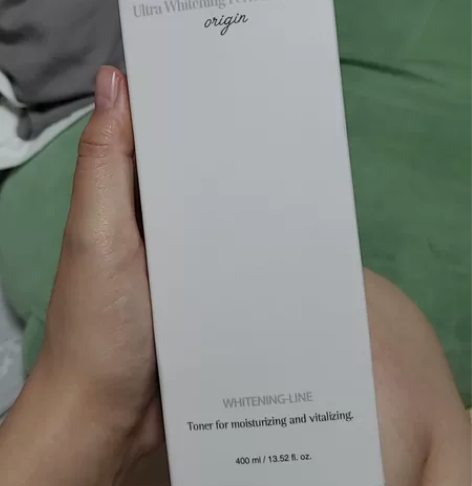 Ultra Whitening
origin
WHITENING-LINE
Toner for moisturizing and vitalizing.
400 ml / 13.52 fl. oz.